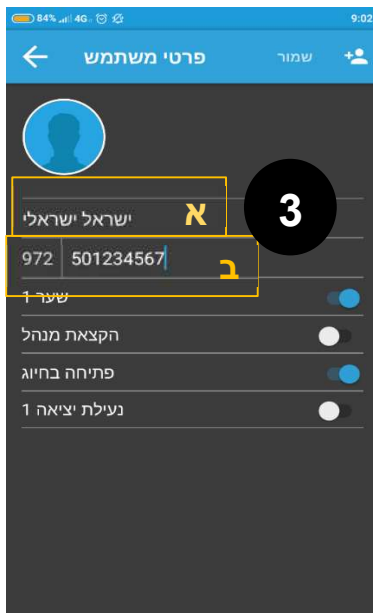 84% 4G 9:02
פרטי משתמש שמור
ישראל ישראלי א 3
972 501234567 ב
שער 1
הקצאת מנהל
פתיחה בחיוג
נעילת יציאה 1